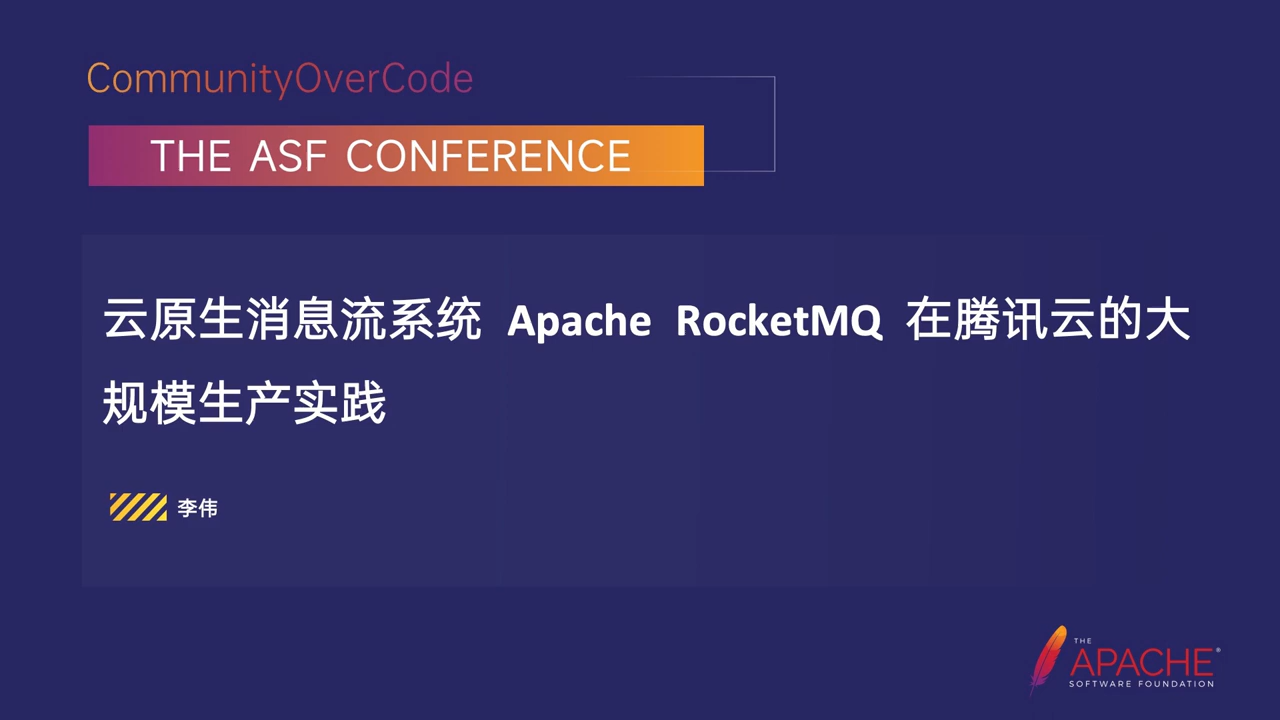 CommunityOverCode
THE ASF CONFERENCE
云原生消息流系统 Apache RocketMQ 在腾讯云的大
规模生产实践
李伟
THE
APACHE®
SOFTWARE FOUNDATION